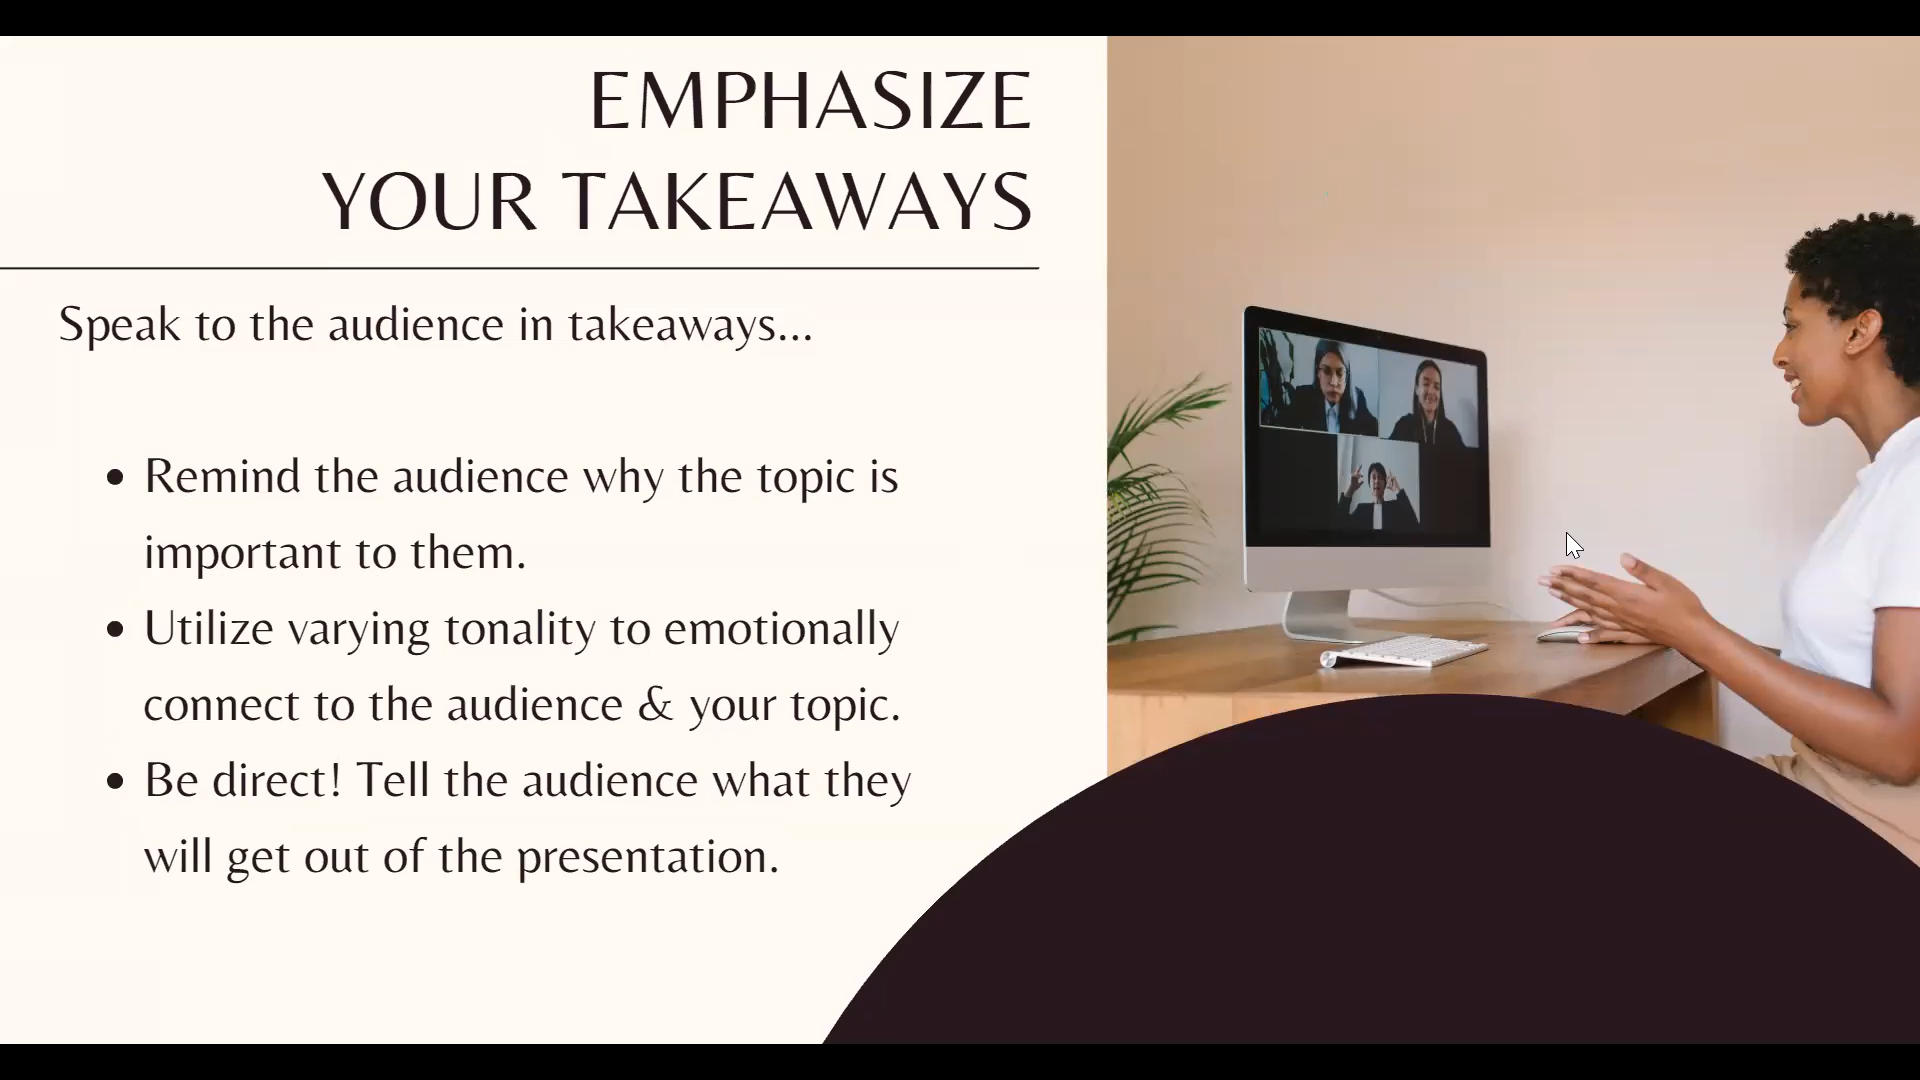 EMPHASIZE
YOUR TAKEAWAYS
Speak to the audience in takeaways...
• Remind the audience why the topic is
important to them.
• Utilize varying tonality to emotionally
connect to the audience & your topic.
• Be direct! Tell the audience what they
will get out of the presentation.